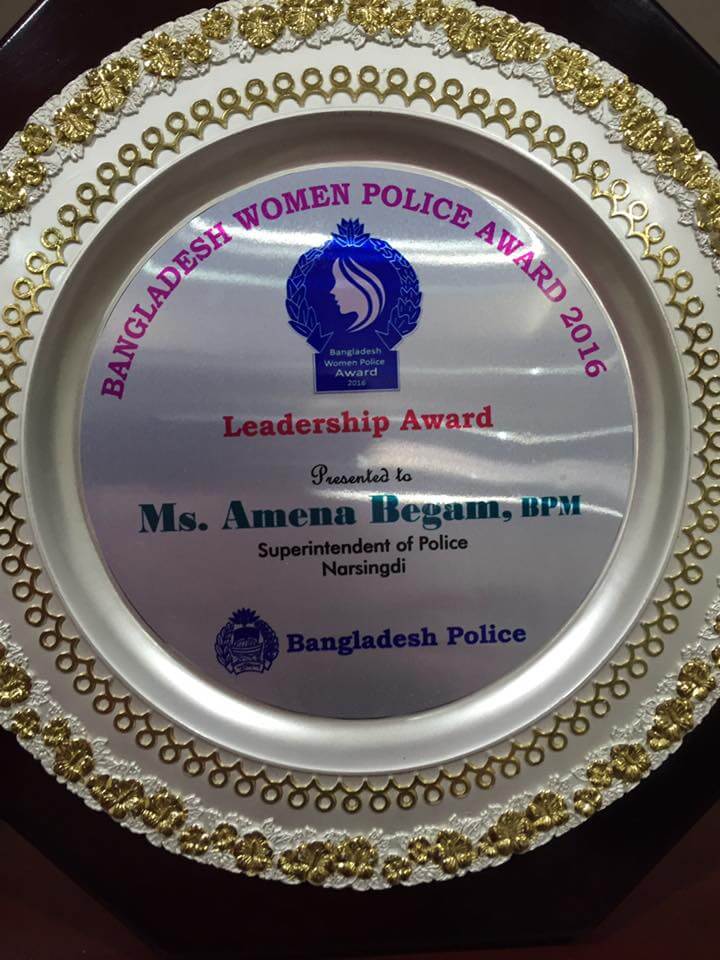 BANGLADESH WOMEN POLICE AWARD 2016
Bangladesh
Women Police
Award
2016
Leadership Award
Presented to
Ms. Amena Begam, BPM
Superintendent of Police
Narsingdi
Bangladesh Police